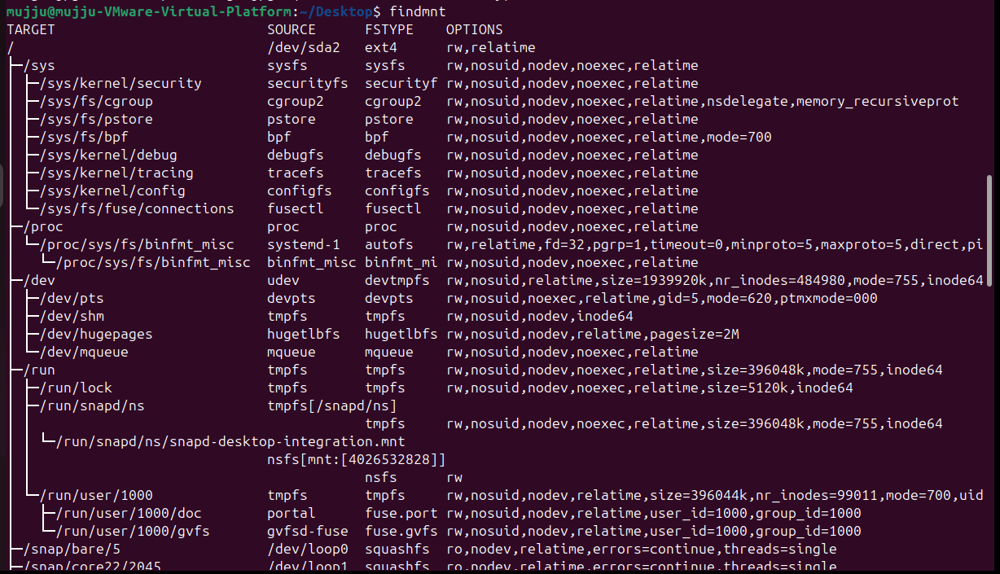 mujju@mujju-VMware-Virtual-Platform:~/Desktop$ findmnt
TARGET SOURCE FSTYPE OPTIONS
/ /dev/sda2 ext4 rw,relatime
├─/sys sysfs sysfs rw,nosuid,nodev,noexec,relatime
│ ├─/sys/kernel/security securityfs securityf rw,nosuid,nodev,noexec,relatime
│ ├─/sys/fs/cgroup cgroup2 cgroup2 rw,nosuid,nodev,noexec,relatime,nsdelegate,memory_recursiveprot
│ ├─/sys/fs/pstore pstore pstore rw,nosuid,nodev,noexec,relatime
│ ├─/sys/fs/bpf bpf bpf rw,nosuid,nodev,noexec,relatime,mode=700
│ ├─/sys/kernel/debug debugfs debugfs rw,nosuid,nodev,noexec,relatime
│ ├─/sys/kernel/tracing tracefs tracefs rw,nosuid,nodev,noexec,relatime
│ ├─/sys/kernel/config configfs configfs rw,nosuid,nodev,noexec,relatime
│ └─/sys/fs/fuse/connections fusectl fusectl rw,nosuid,nodev,noexec,relatime
├─/proc proc proc rw,nosuid,nodev,noexec,relatime
│ └─/proc/sys/fs/binfmt_misc systemd-1 autofs rw,relatime,fd=32,pgrp=1,timeout=0,minproto=5,maxproto=5,direct,pi
│   └─/proc/sys/fs/binfmt_misc binfmt_misc binfmt_mi rw,nosuid,nodev,noexec,relatime
├─/dev udev devtmpfs rw,nosuid,relatime,size=1939920k,nr_inodes=484980,mode=755,inode64
│ ├─/dev/pts devpts devpts rw,nosuid,noexec,relatime,gid=5,mode=620,ptmxmode=000
│ ├─/dev/shm tmpfs tmpfs rw,nosuid,nodev,inode64
│ ├─/dev/hugepages hugetlbfs hugetlbfs rw,nosuid,nodev,relatime,pagesize=2M
│ └─/dev/mqueue mqueue mqueue rw,nosuid,nodev,noexec,relatime
├─/run tmpfs tmpfs rw,nosuid,nodev,noexec,relatime,size=396048k,mode=755,inode64
│ ├─/run/lock tmpfs tmpfs rw,nosuid,nodev,noexec,relatime,size=5120k,inode64
│ ├─/run/snapd/ns tmpfs[/snapd/ns]
│ │ tmpfs rw,nosuid,nodev,noexec,relatime,size=396048k,mode=755,inode64
│ │ └─/run/snapd/ns/snapd-desktop-integration.mnt
│ │ nsfs[mnt:[4026532828]]
│ │ nsfs rw
│ └─/run/user/1000 tmpfs tmpfs rw,nosuid,nodev,relatime,size=396044k,nr_inodes=99011,mode=700,uid
│   ├─/run/user/1000/doc portal fuse.port rw,nosuid,nodev,relatime,user_id=1000,group_id=1000
│   └─/run/user/1000/gvfs gvfsd-fuse fuse.gvfs rw,nosuid,nodev,relatime,user_id=1000,group_id=1000
├─/snap/bare/5 /dev/loop0 squashfs ro,nodev,relatime,errors=continue,threads=single
├─/snap/core22/2045 /dev/loop1 squashfs ro,nodev,relatime,errors=continue,threads=single